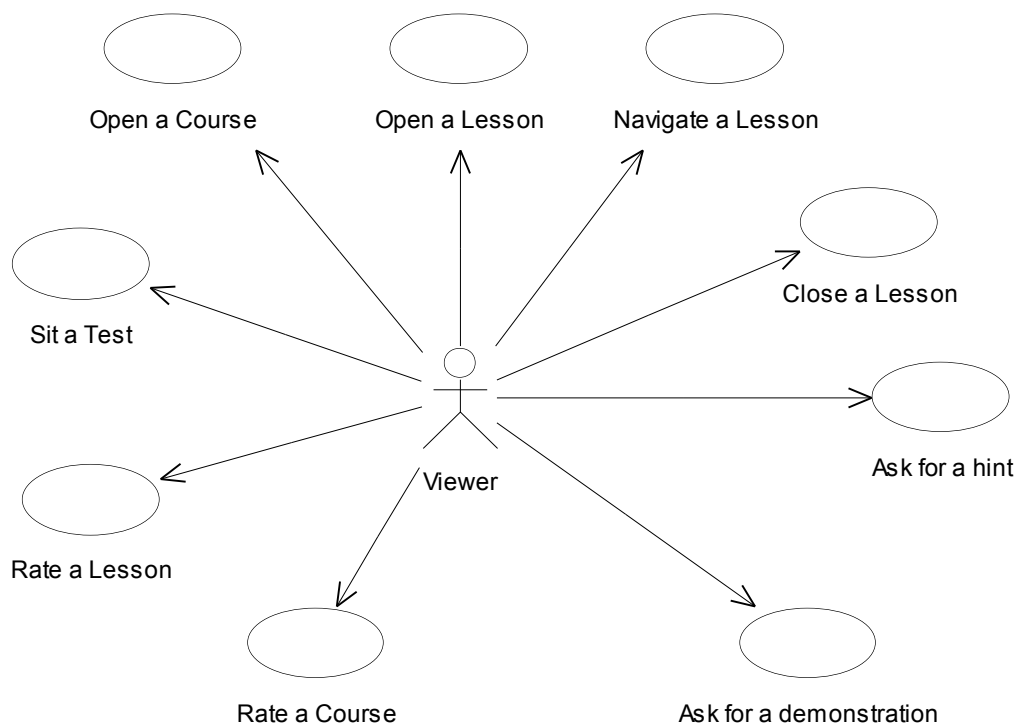 Open a Course
Open a Lesson
Navigate a Lesson
Close a Lesson
Sit a Test
Ask for a hint
Viewer
Rate a Lesson
Rate a Course
Ask for a demonstration